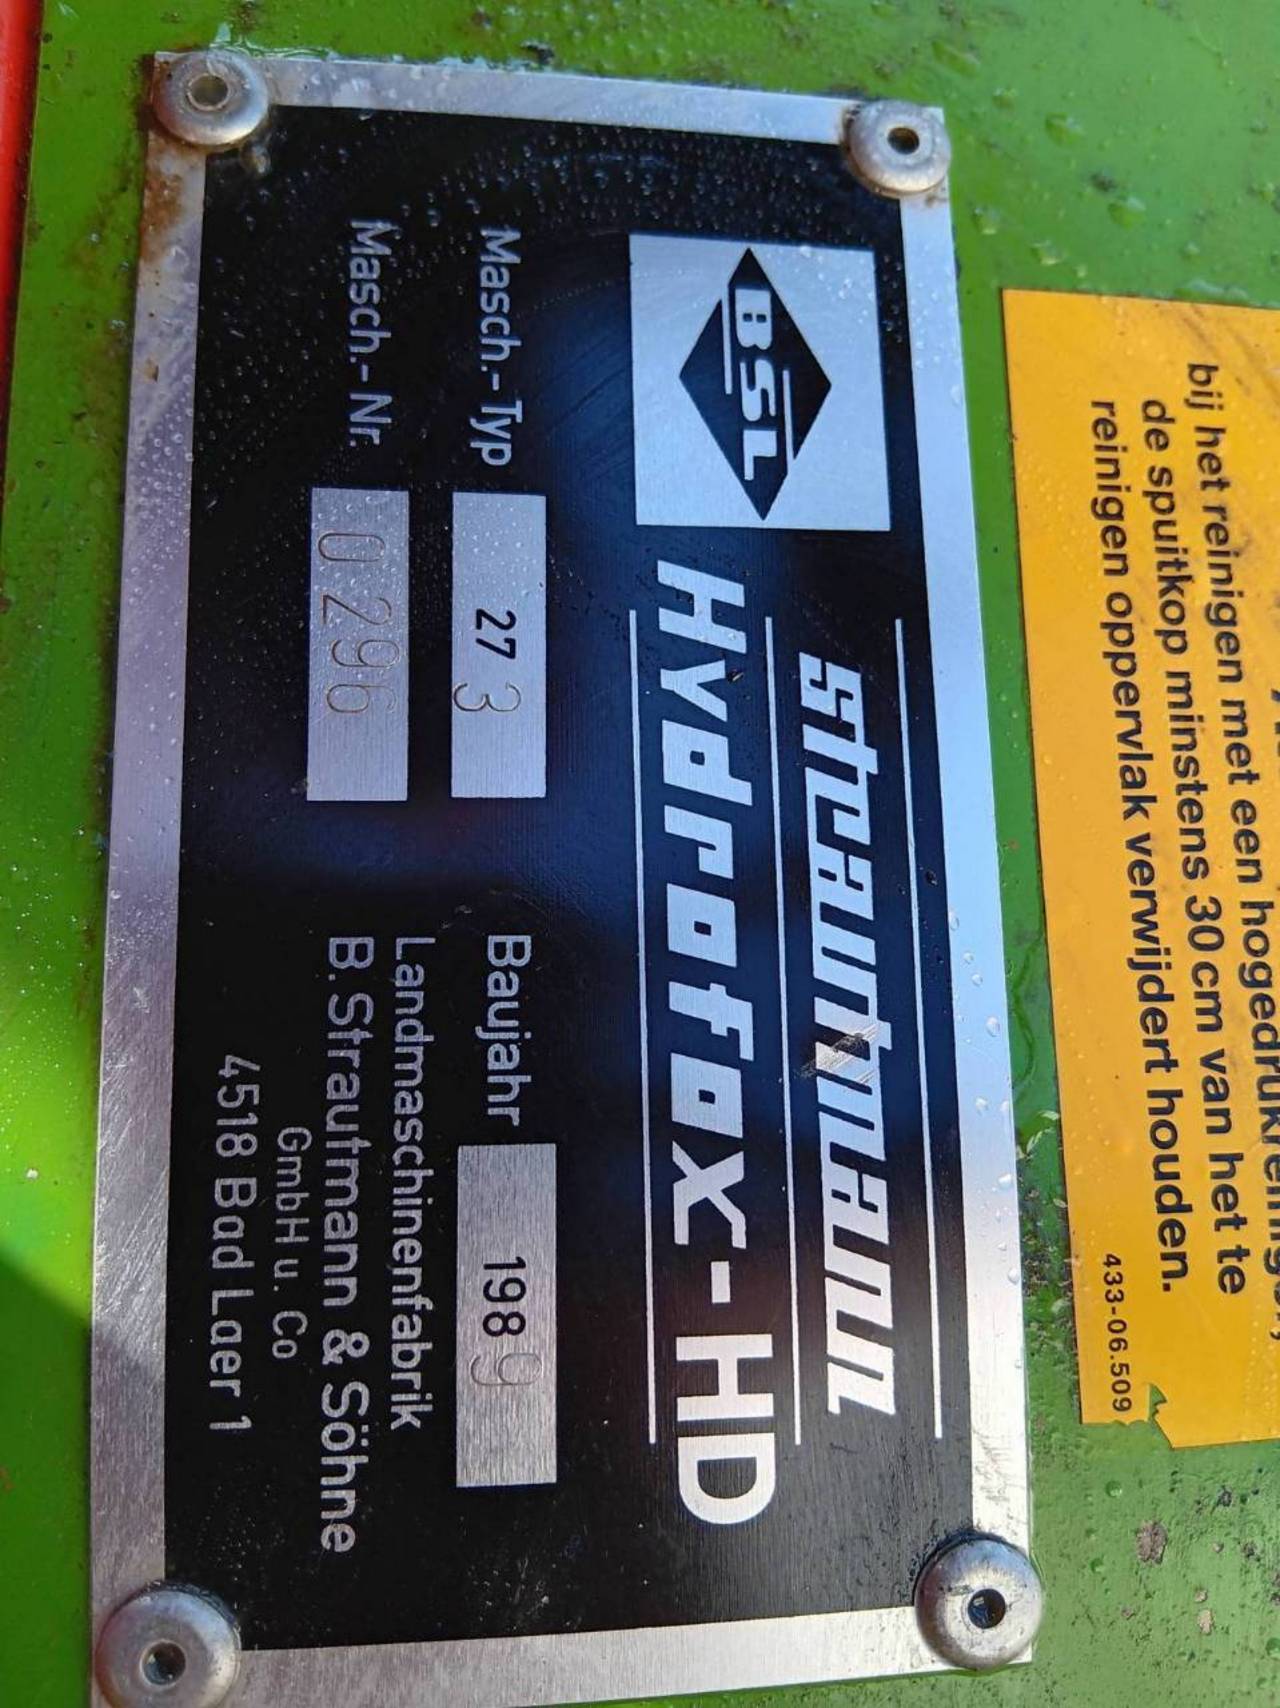 bij het reinigen met een
de spuitkop minstens 30 cm van het te
reinigen oppervlak verwijdert houden.
433-06.509
BSL
strautmann
Hydrofox-HD
Masch.-Typ 27 3
Baujahr 1989
Masch.-Nr. 0296
Landmaschinenfabrik
B. Strautmann & Söhne
GmbH u. Co
4518 Bad Laer 1